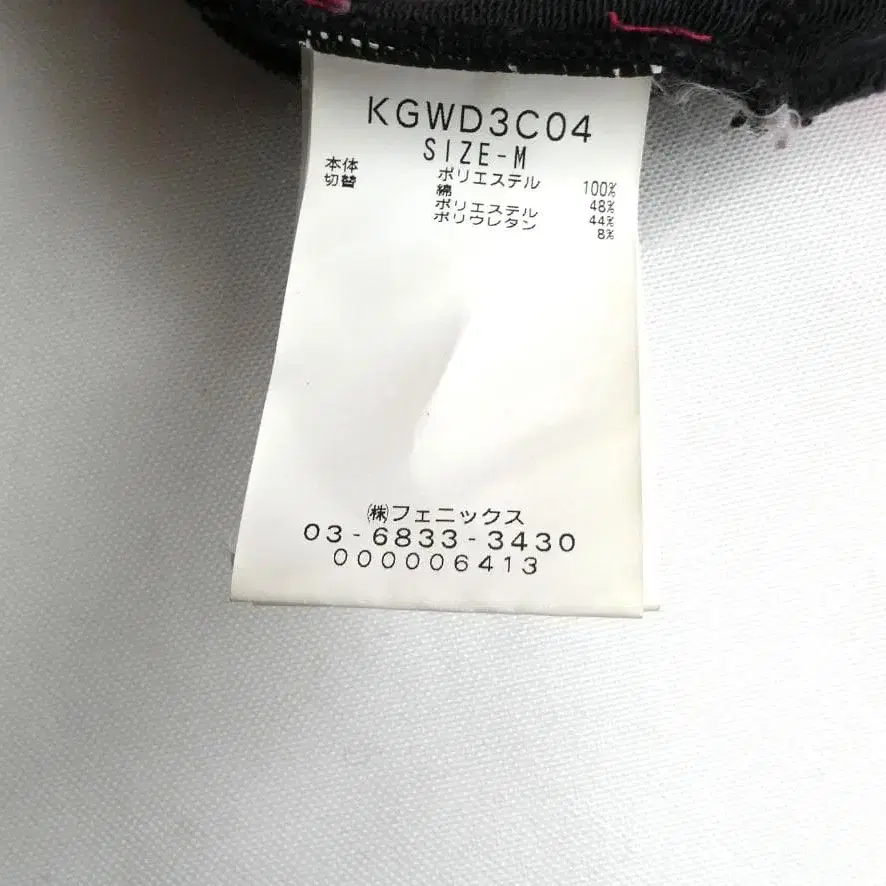 KGWD3C04
SIZE-M
本体 ポリエステル 100%
切替 綿 48%
ポリエステル 44%
ポリウレタン 8%
㈱フェニックス
03-6833-3430
000006413